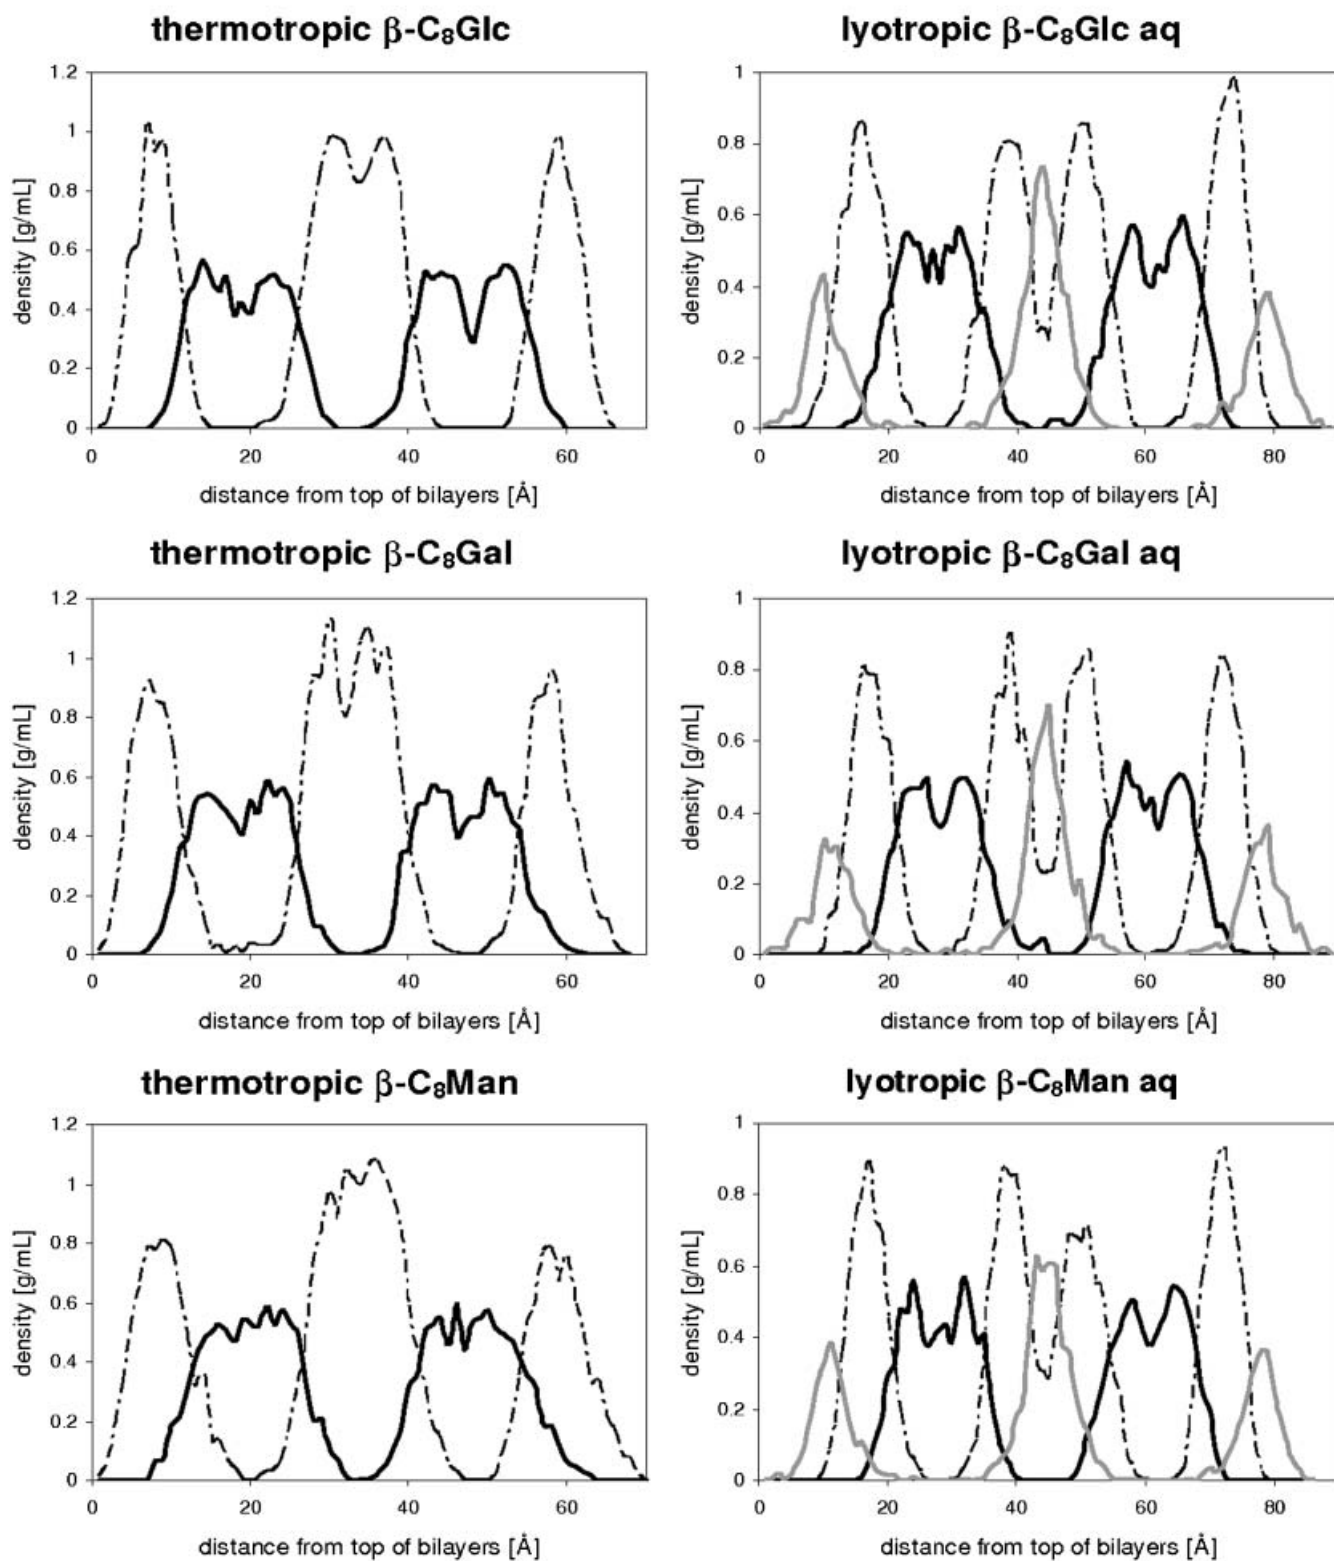 thermotropic β-C₈Glc
1.2
1
0.8
0.6
0.4
0.2
0
density [g/mL]
0 20 40 60
distance from top of bilayers [Å]
lyotropic β-C₈Glc aq
1
0.8
0.6
0.4
0.2
0
density [g/mL]
0 20 40 60 80
distance from top of bilayers [Å]
thermotropic β-C₈Gal
1.2
1
0.8
0.6
0.4
0.2
0
density [g/mL]
0 20 40 60
distance from top of bilayers [Å]
lyotropic β-C₈Gal aq
1
0.8
0.6
0.4
0.2
0
density [g/mL]
0 20 40 60 80
distance from top of bilayers [Å]
thermotropic β-C₈Man
1.2
1
0.8
0.6
0.4
0.2
0
density [g/mL]
0 20 40 60
distance from top of bilayers [Å]
lyotropic β-C₈Man aq
1
0.8
0.6
0.4
0.2
0
density [g/mL]
0 20 40 60 80
distance from top of bilayers [Å]